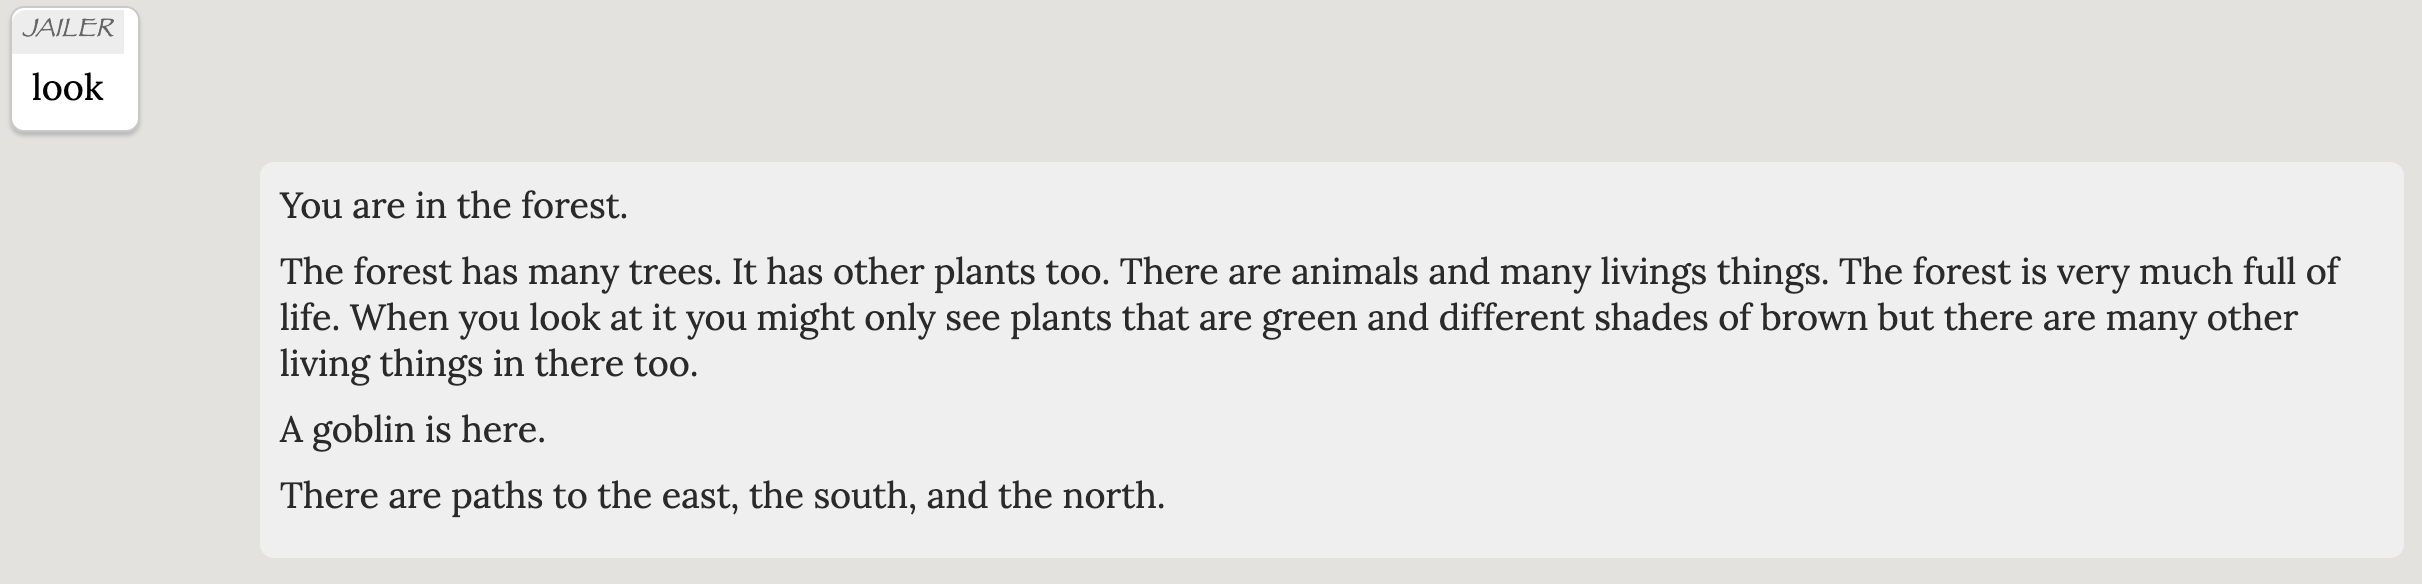 JAILER
look
You are in the forest.
The forest has many trees. It has other plants too. There are animals and many livings things. The forest is very much full of
life. When you look at it you might only see plants that are green and different shades of brown but there are many other
living things in there too.
A goblin is here.
There are paths to the east, the south, and the north.